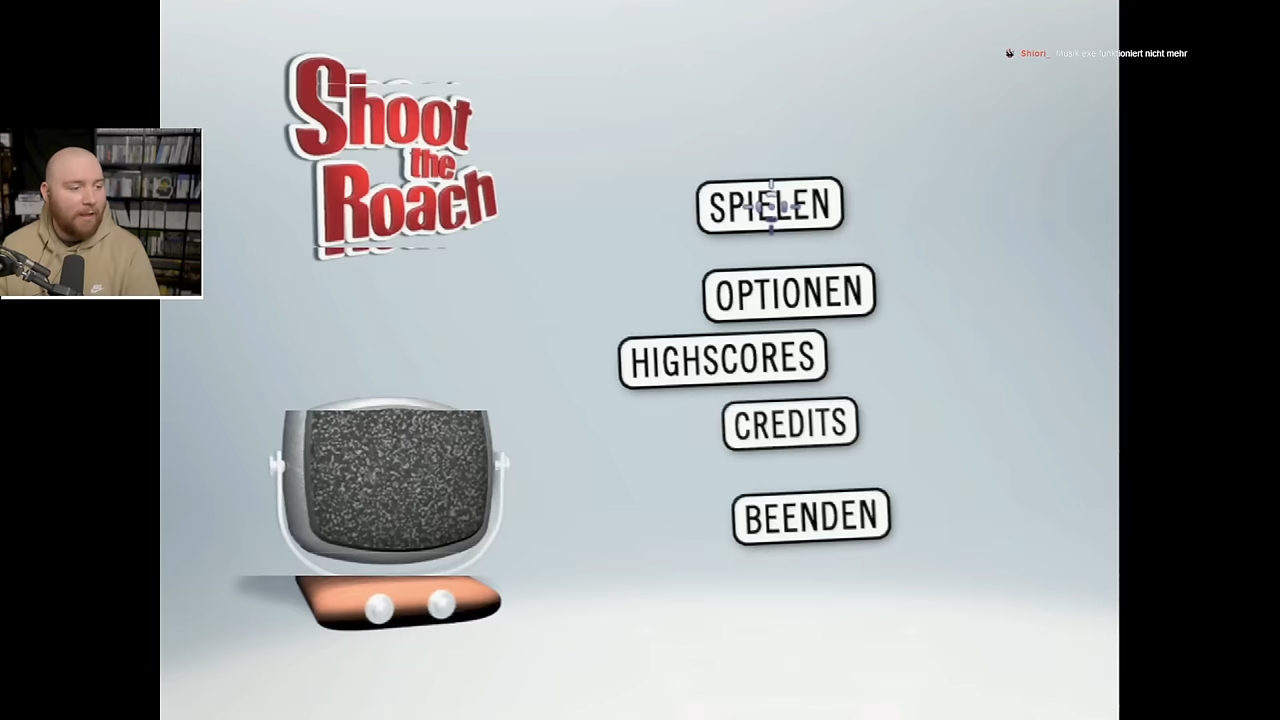 Shiori_ Musik exe funktioniert nicht mehr
Shoot
the
Roach
SPIELEN
OPTIONEN
HIGHSCORES
CREDITS
BEENDEN